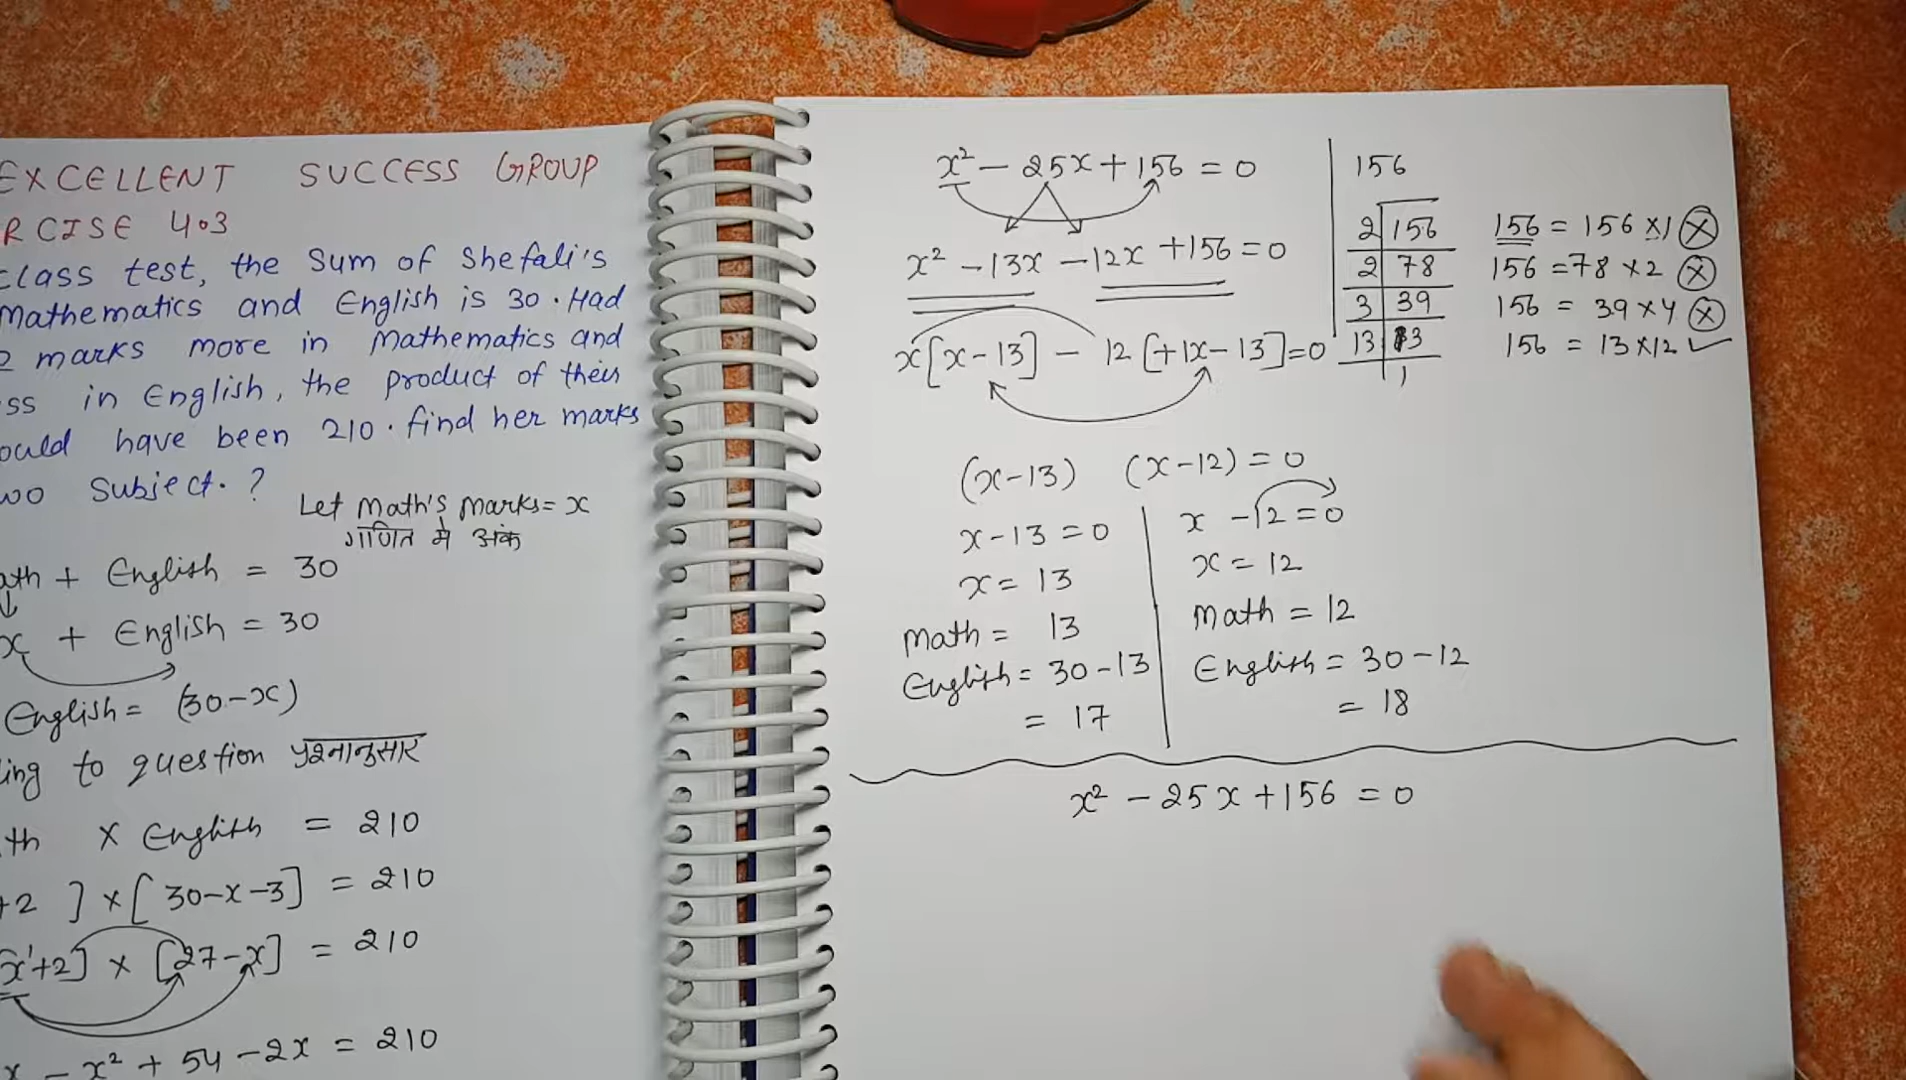 EXCELLENT SUCCESS GROUP
RCISE 4.3
class test, the sum of Shefali's
Mathematics and English is 30. Had
2 marks more in Mathematics and
ss in English, the product of their
ould have been 210. find her marks
wo subject. ?
Let Math's marks = x
गणित मे अंक
ath + English = 30
x + English = 30
English = (30-x)
ing to question प्रश्नानुसार
th × English = 210
+2 ] × [ 30-x-3] = 210
x+2] × [27-x] = 210
x - x² + 54 - 2x = 210
x² - 25x + 156 = 0
x² - 13x - 12x + 156 = 0
x[x-13] - 12[+1x-13] = 0
(x-13) (x-12) = 0
x-13 = 0
x = 13
Math = 13
English = 30-13
= 17
x - 12 = 0
x = 12
Math = 12
English = 30-12
= 18
156
2 156
2 78
3 39
13 13
1
156 = 156 × 1 ⓧ
156 = 78 × 2 ⓧ
156 = 39 × 4 ⓧ
156 = 13 × 12 ✓
x² - 25x + 156 = 0